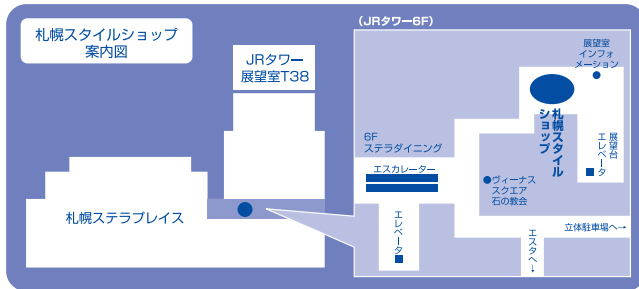 札幌スタイルショップ
案内図
JRタワー
展望室T38
札幌ステラプレイス
(JRタワー6F)
展望室
インフォ
メーション
札幌スタイル
ショップ
展望台
エレベータ
6F
ステラダイニング
エスカレーター
ヴィーナス
スクエア
石の教会
エレベータ
立体駐車場へ→
エスタへ→